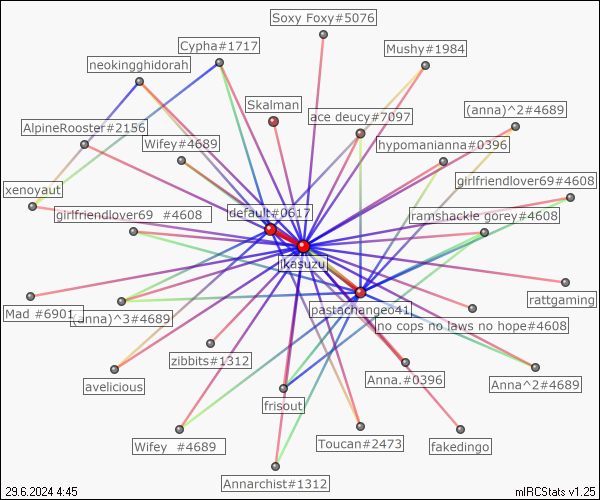 Soxy Foxy#5076
Cypha#1717
Mushy#1984
neokingghidorah
Skalman
ace deucy#7097
(anna)^2#4689
AlpineRooster#2156
Wifey#4689
hypomanianna#0396
girlfriendlover69#4608
xenoyaut
girlfriendlover69 #4608
default#0617
ramshackle gorey#4608
jkasuzu
rattgaming
Mad #6901
(anna)^3#4689
pastachangeo41
no cops no laws no hope#4608
zibbits#1312
avelicious
Anna.#0396
Anna^2#4689
frisout
Wifey #4689
Toucan#2473
fakedingo
Annarchist#1312
29.6.2024 4:45
mIRCStats v1.25